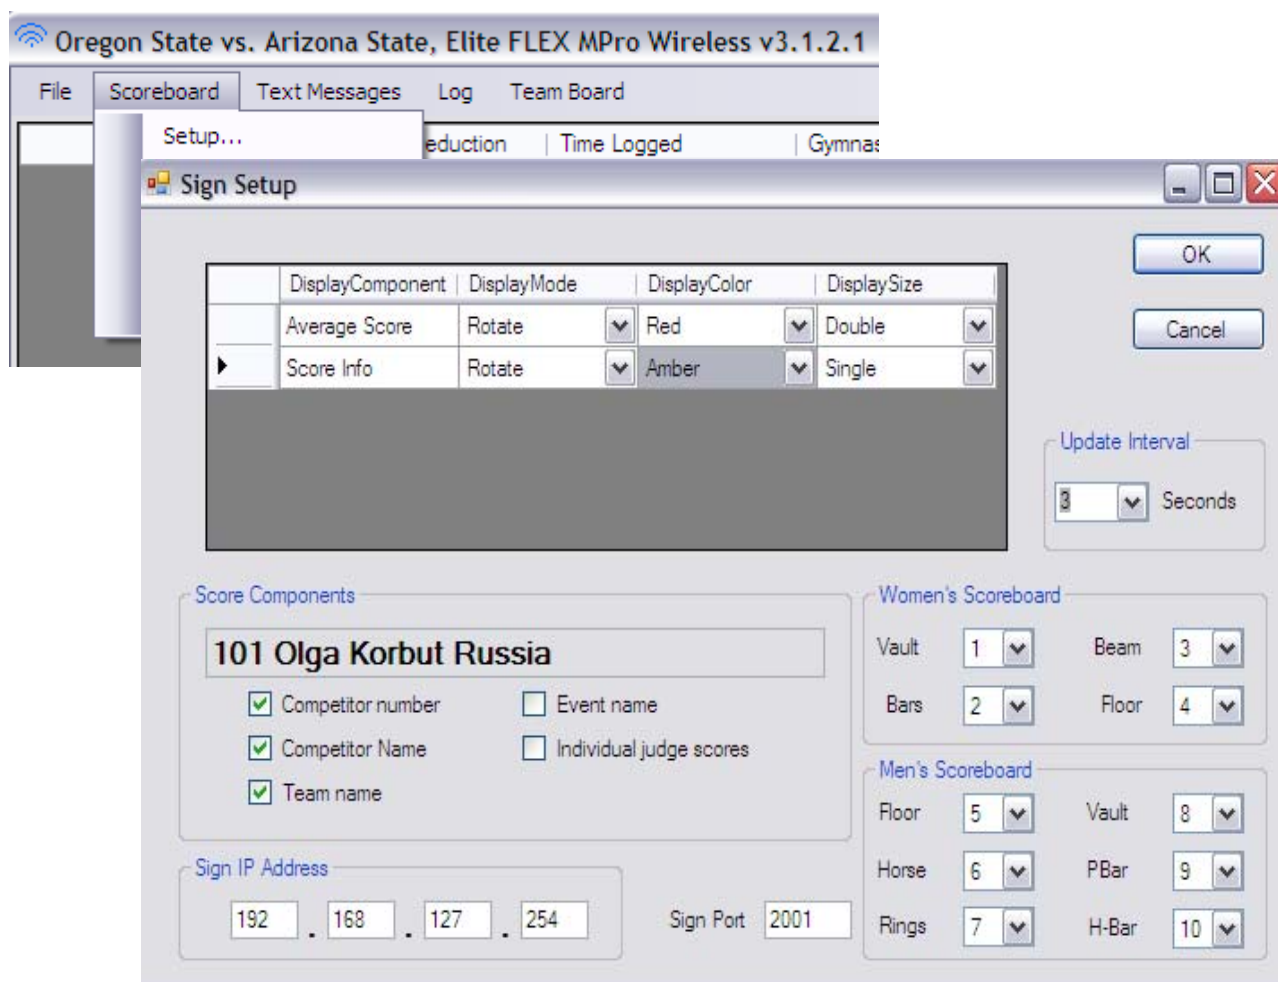 Oregon State vs. Arizona State, Elite FLEX MPro Wireless v3.1.2.1
File Scoreboard Text Messages Log Team Board
Setup... eduction Time Logged Gymnas
Sign Setup
OK
DisplayComponent DisplayMode DisplayColor DisplaySize
Average Score Rotate Red Double
Cancel
Score Info Rotate Amber Single
Update Interval
3 Seconds
Score Components
101 Olga Korbut Russia
Competitor number Event name
Competitor Name Individual judge scores
Team name
Women's Scoreboard
Vault 1 Beam 3
Bars 2 Floor 4
Men's Scoreboard
Floor 5 Vault 8
Horse 6 PBar 9
Rings 7 H-Bar 10
Sign IP Address
192 . 168 . 127 . 254 Sign Port 2001